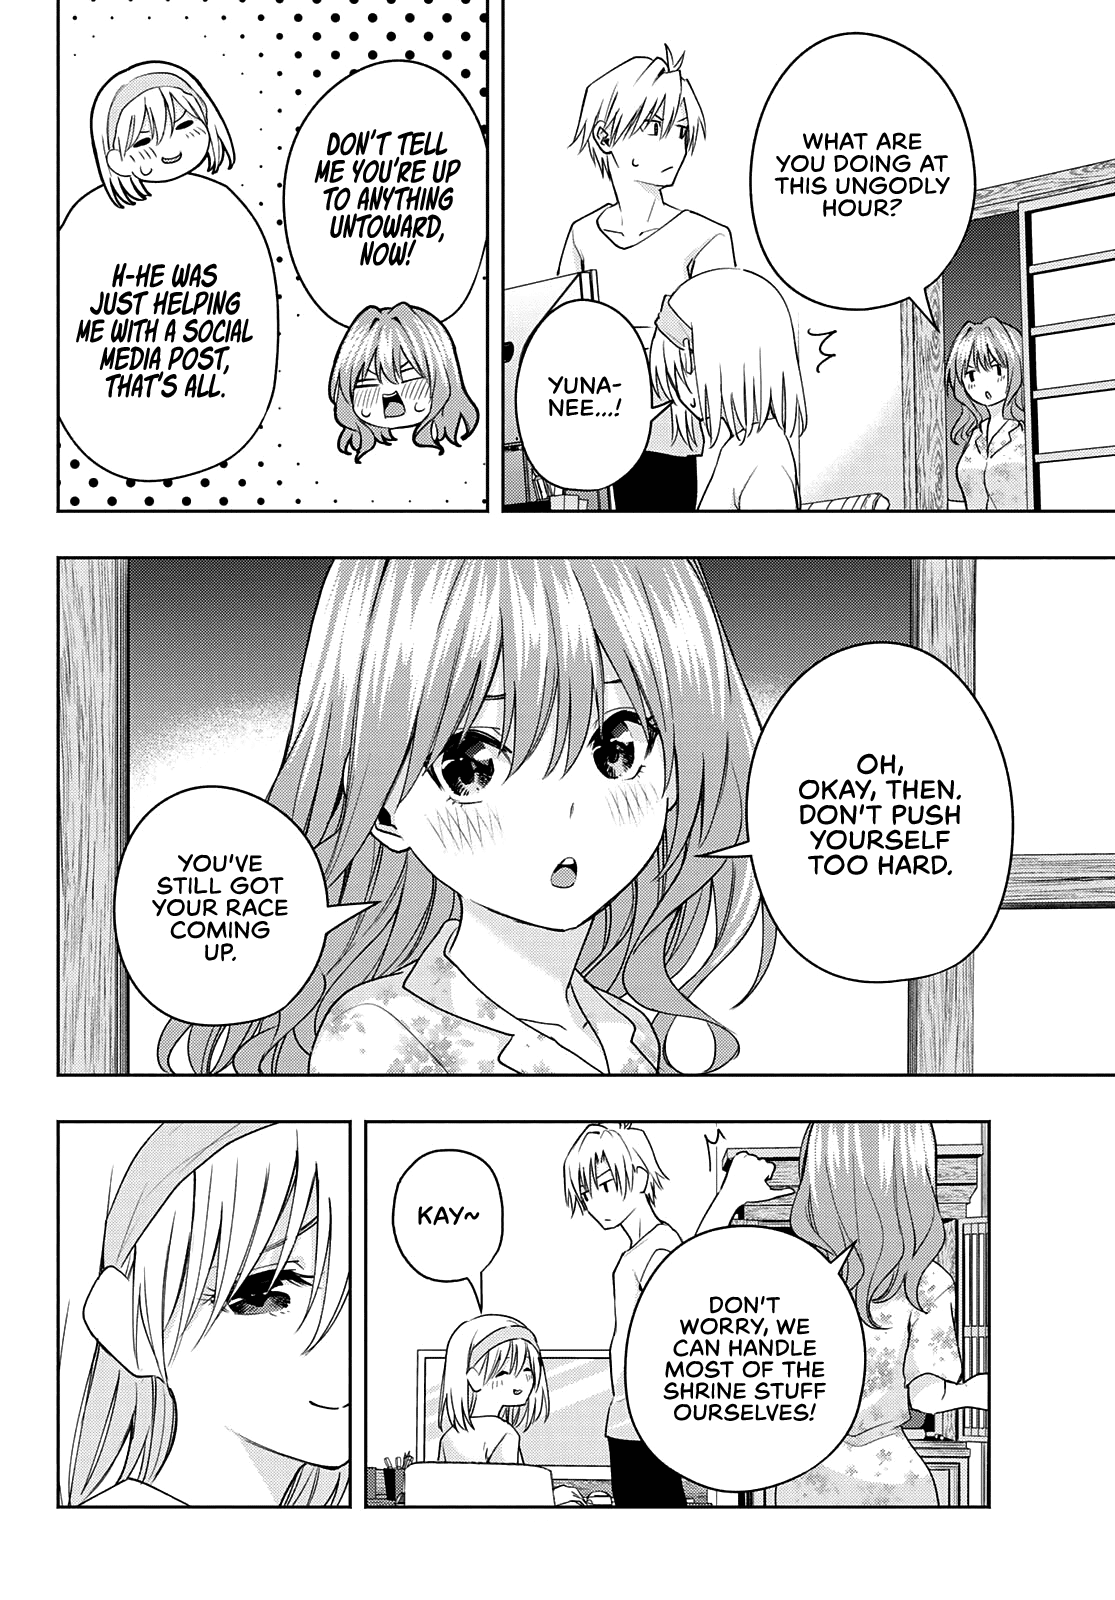 WHAT ARE
YOU DOING AT
THIS UNGODLY
HOUR?
YUNA-
NEE...!
DON'T TELL
ME YOU'RE UP
TO ANYTHING
UNTOWARD,
NOW!
H-HE WAS
JUST HELPING
ME WITH A SOCIAL
MEDIA POST,
THAT'S ALL.
OH,
OKAY, THEN.
DON'T PUSH
YOURSELF
TOO HARD.
YOU'VE
STILL GOT
YOUR RACE
COMING
UP.
DON'T
WORRY, WE
CAN HANDLE
MOST OF THE
SHRINE STUFF
OURSELVES!
KAY~